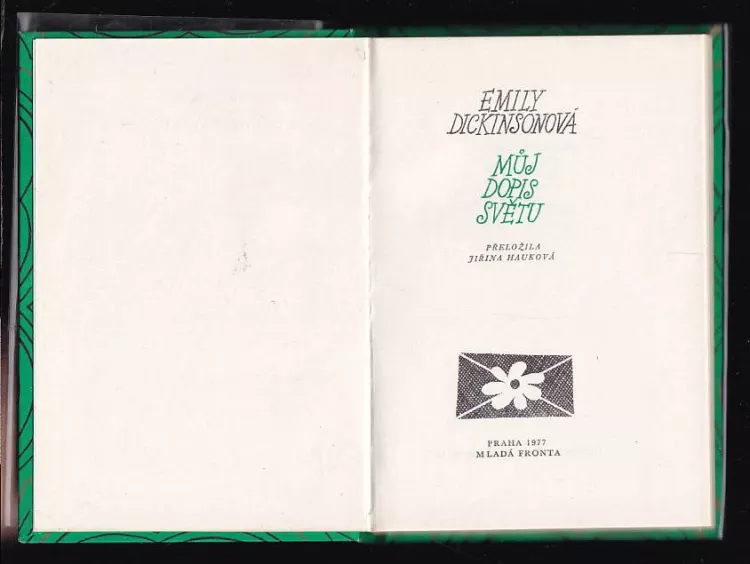 EMILY
DICKINSONOVÁ
MŮJ
DOPIS
SVĚTU
PŘELOŽILA
JIŘINA HAUKOVÁ
PRAHA 1977
MLADÁ FRONTA